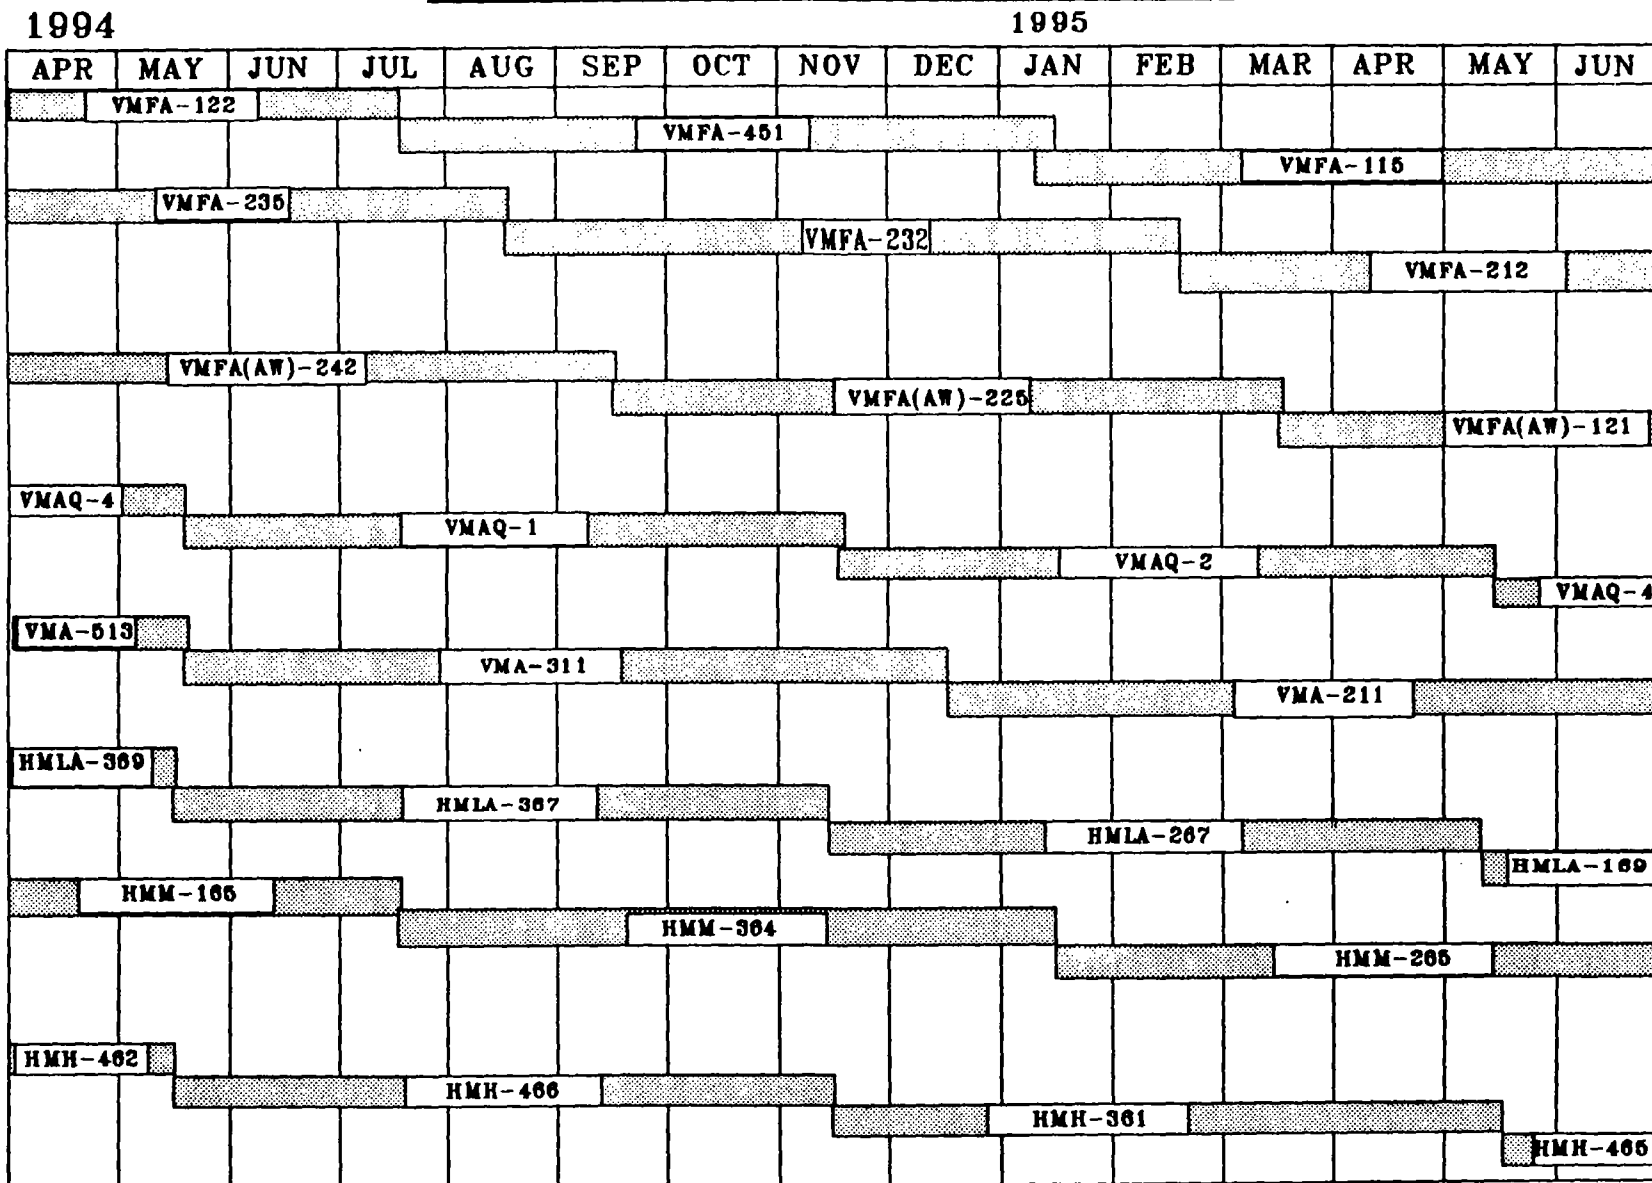 1994 1995
APR MAY JUN JUL AUG SEP OCT NOV DEC JAN FEB MAR APR MAY JUN
VMFA-122
VMFA-451
VMFA-115
VMFA-235
VMFA-232
VMFA-212
VMFA(AW)-242
VMFA(AW)-225
VMFA(AW)-121
VMAQ-4
VMAQ-1
VMAQ-2
VMAQ-4
VMA-513
VMA-311
VMA-211
HMLA-369
HMLA-367
HMLA-267
HMLA-169
HMM-165
HMM-364
HMM-265
HMH-462
HMH-466
HMH-361
HMH-465